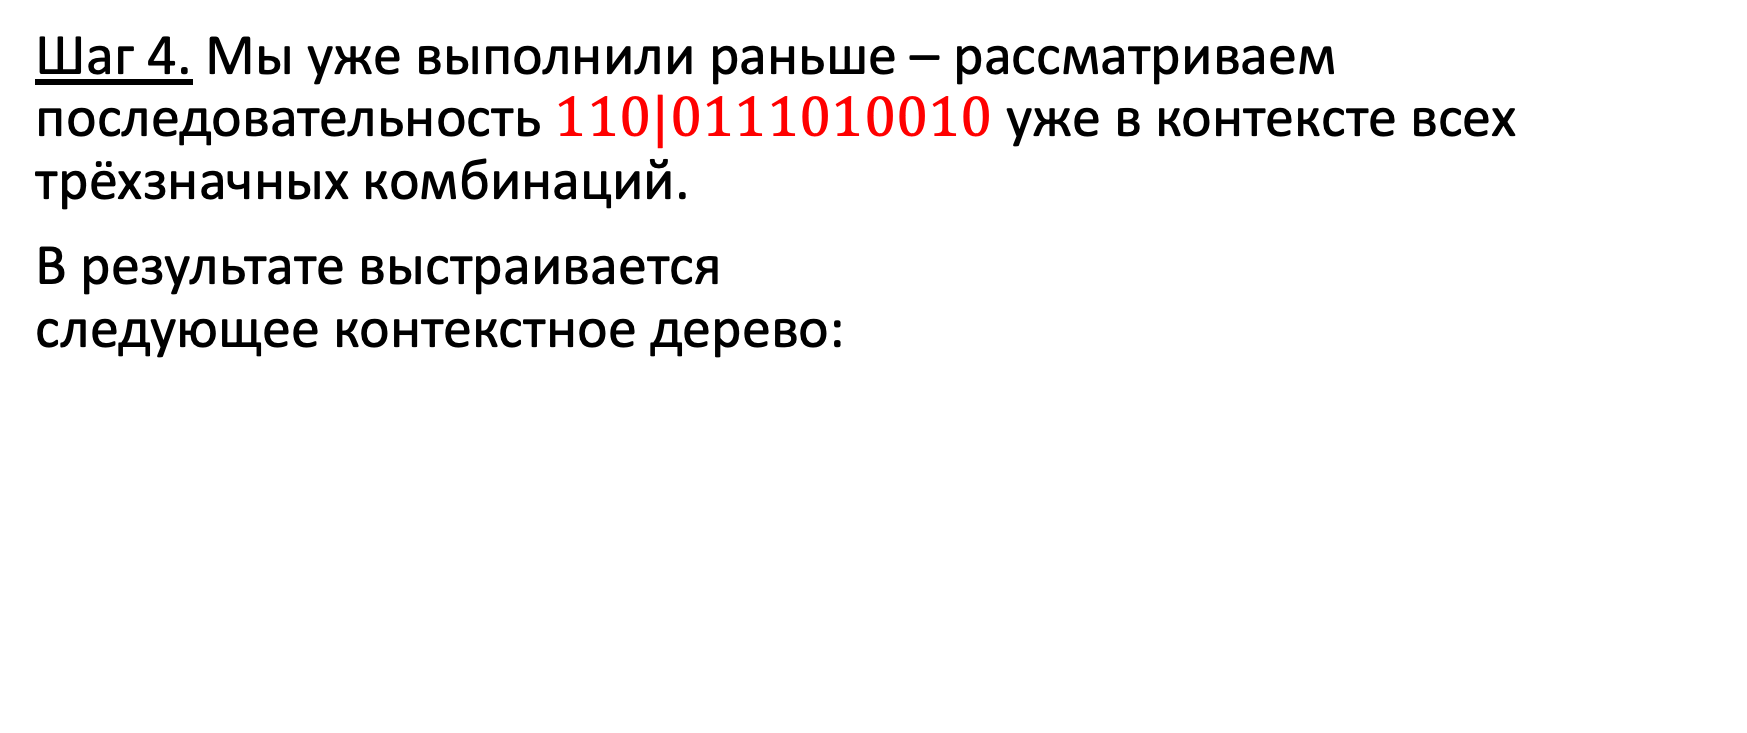 Шаг 4. Мы уже выполнили раньше – рассматриваем
последовательность 110|0111010010 уже в контексте всех
трёхзначных комбинаций.
В результате выстраивается
следующее контекстное дерево: